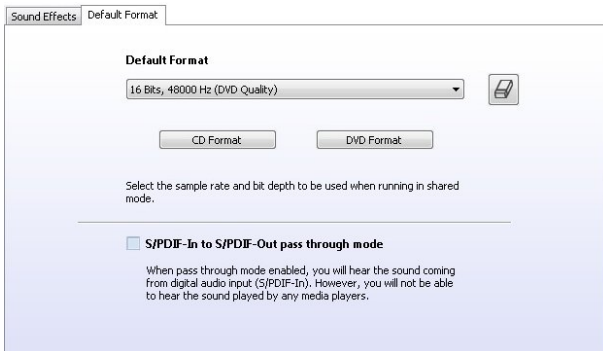 Sound Effects
Default Format
Default Format
16 Bits, 48000 Hz (DVD Quality)
CD Format
DVD Format
Select the sample rate and bit depth to be used when running in shared
mode.
S/PDIF-In to S/PDIF-Out pass through mode
When pass through mode enabled, you will hear the sound coming
from digital audio input (S/PDIF-In). However, you will not be able
to hear the sound played by any media players.